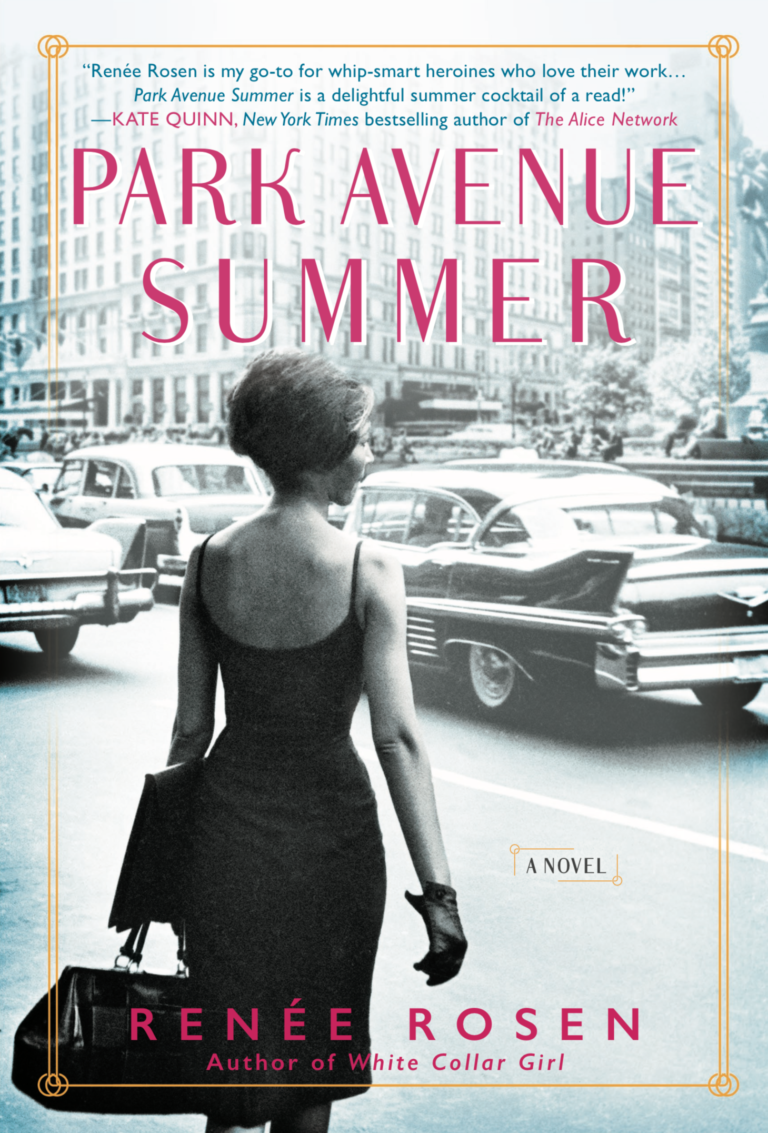 “Renée Rosen is my go-to for whip-smart heroines who love their work…
Park Avenue Summer is a delightful summer cocktail of a read!”
—KATE QUINN, New York Times bestselling author of The Alice Network
PARK AVENUE
SUMMER
A NOVEL
RENÉE ROSEN
Author of White Collar Girl